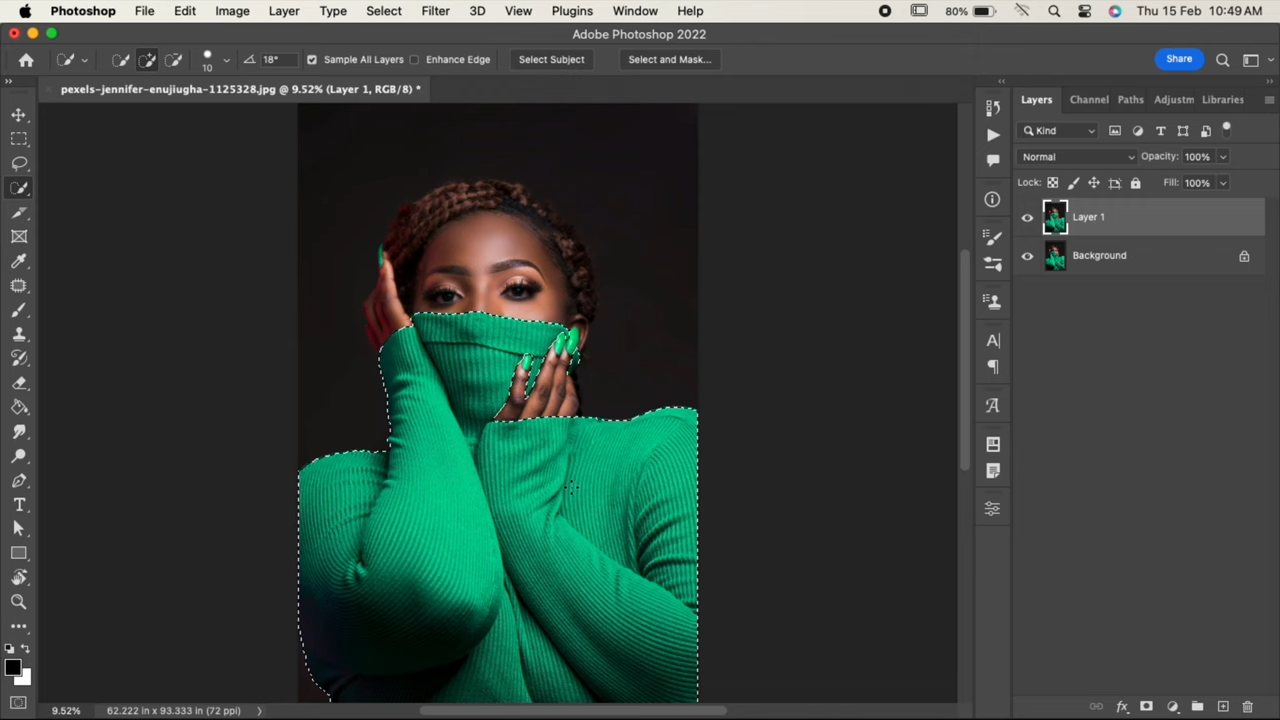 Photoshop File Edit Image Layer Type Select Filter 3D View Plugins Window Help 80% Thu 15 Feb 10:49 AM
Adobe Photoshop 2022
10 18° Sample All Layers Enhance Edge Select Subject Select and Mask... Share
pexels-jennifer-enujiugha-1125328.jpg @ 9.52% (Layer 1, RGB/8) *
Layers Channel Paths Adjustm Libraries
Kind
Normal Opacity: 100%
Lock: Fill: 100%
Layer 1
Background
9.52% 62.222 in x 93.333 in (72 ppi)